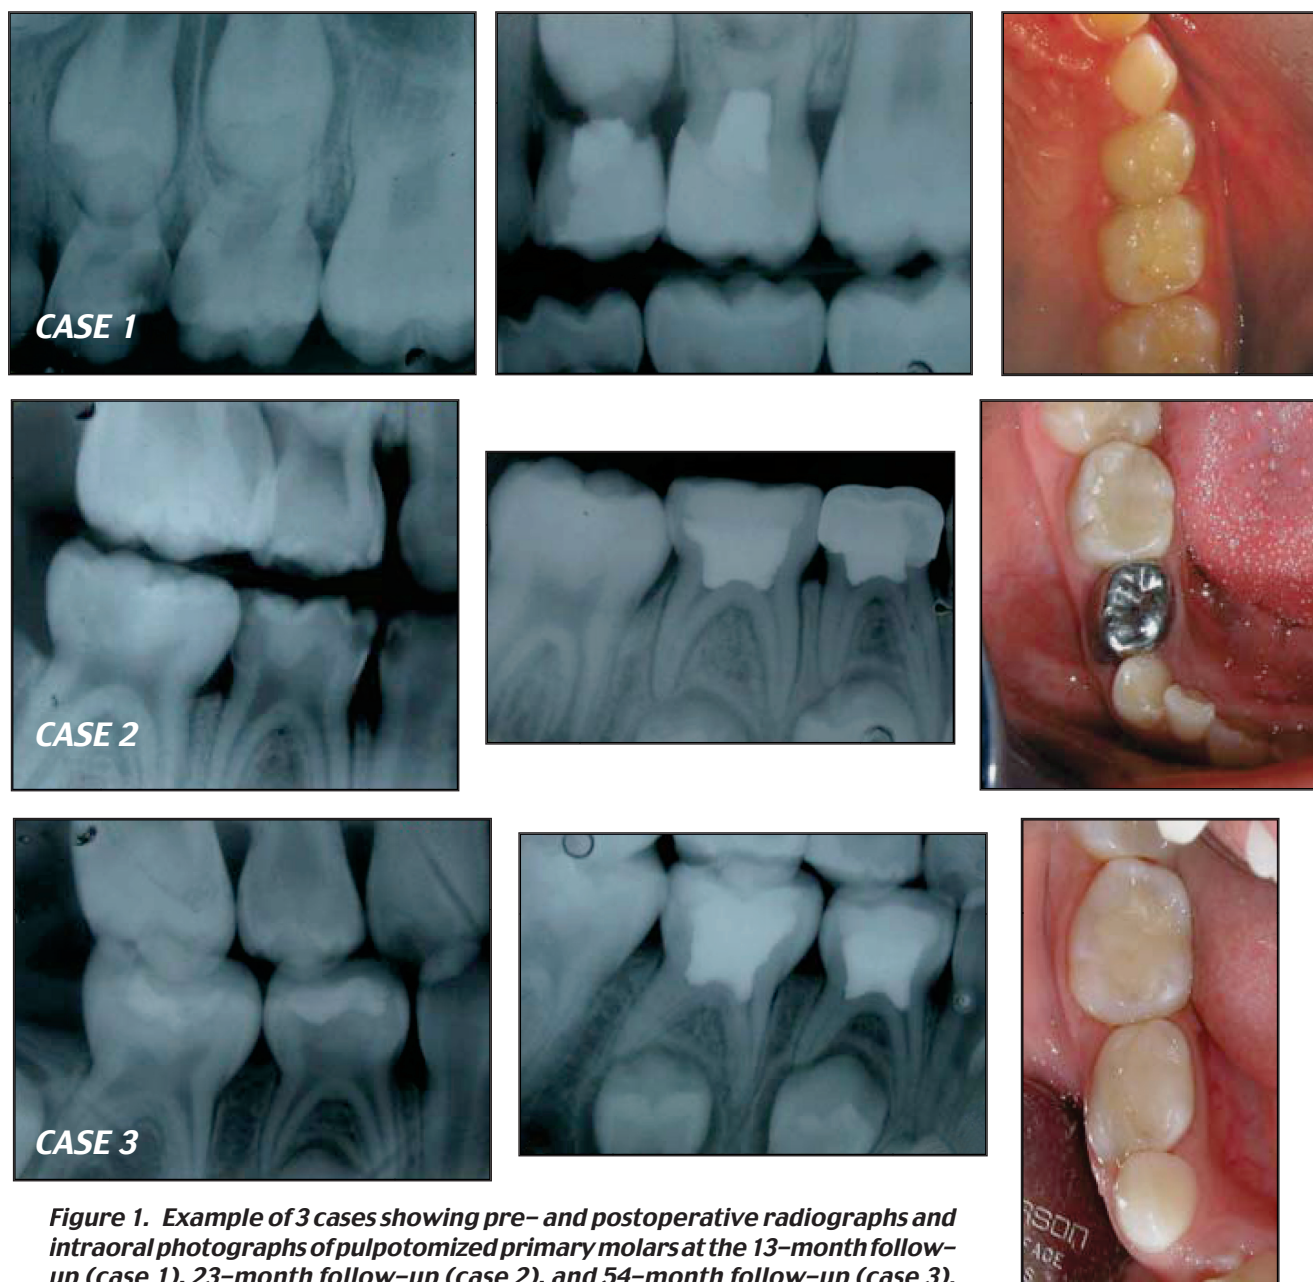 CASE 1
CASE 2
CASE 3
Figure 1. Example of 3 cases showing pre– and postoperative radiographs and
intraoral photographs of pulpotomized primary molars at the 13–month follow–
up (case 1), 23–month follow–up (case 2), and 54–month follow–up (case 3).